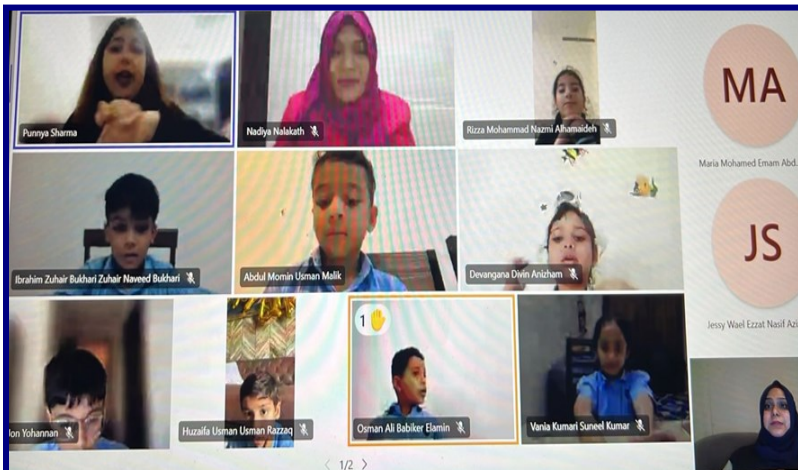 Punnya Sharma
Nadiya Nalakath
Rizza Mohammad Nazmi Alhamaideh
MA
Maria Mohamed Emam Abd...
Ibrahim Zuhair Bukhari Zuhair Naveed Bukhari
Abdul Momin Usman Malik
Devangana Divin Anizham
JS
Jessy Wael Ezzat Nasif Azi
Jon Yohannan
Huzaifa Usman Usman Razzaq
1
Osman Ali Babiker Elamin
Vania Kumari Suneel Kumar
1/2